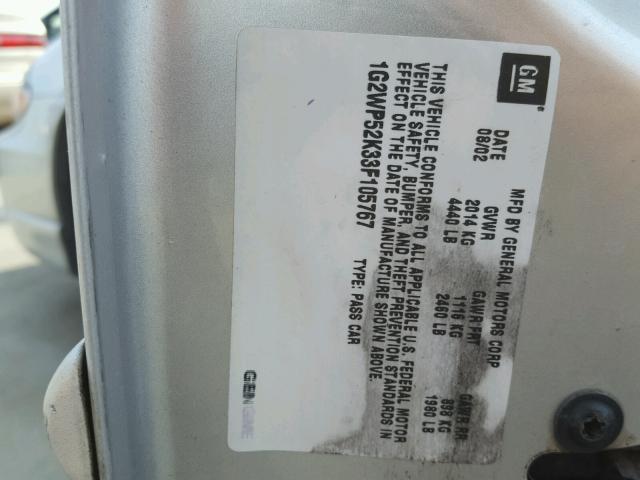 GM
MFD BY GENERAL MOTORS CORP
DATE GVWR GAWR FRT GAWR RR
08/02 2014 KG 1116 KG 898 KG
4440 LB 2460 LB 1980 LB
THIS VEHICLE CONFORMS TO ALL APPLICABLE U.S. FEDERAL MOTOR
VEHICLE SAFETY, BUMPER, AND THEFT PREVENTION STANDARDS IN
EFFECT ON THE DATE OF MANUFACTURE SHOWN ABOVE.
1G2WP52K33F105767 TYPE: PASS CAR